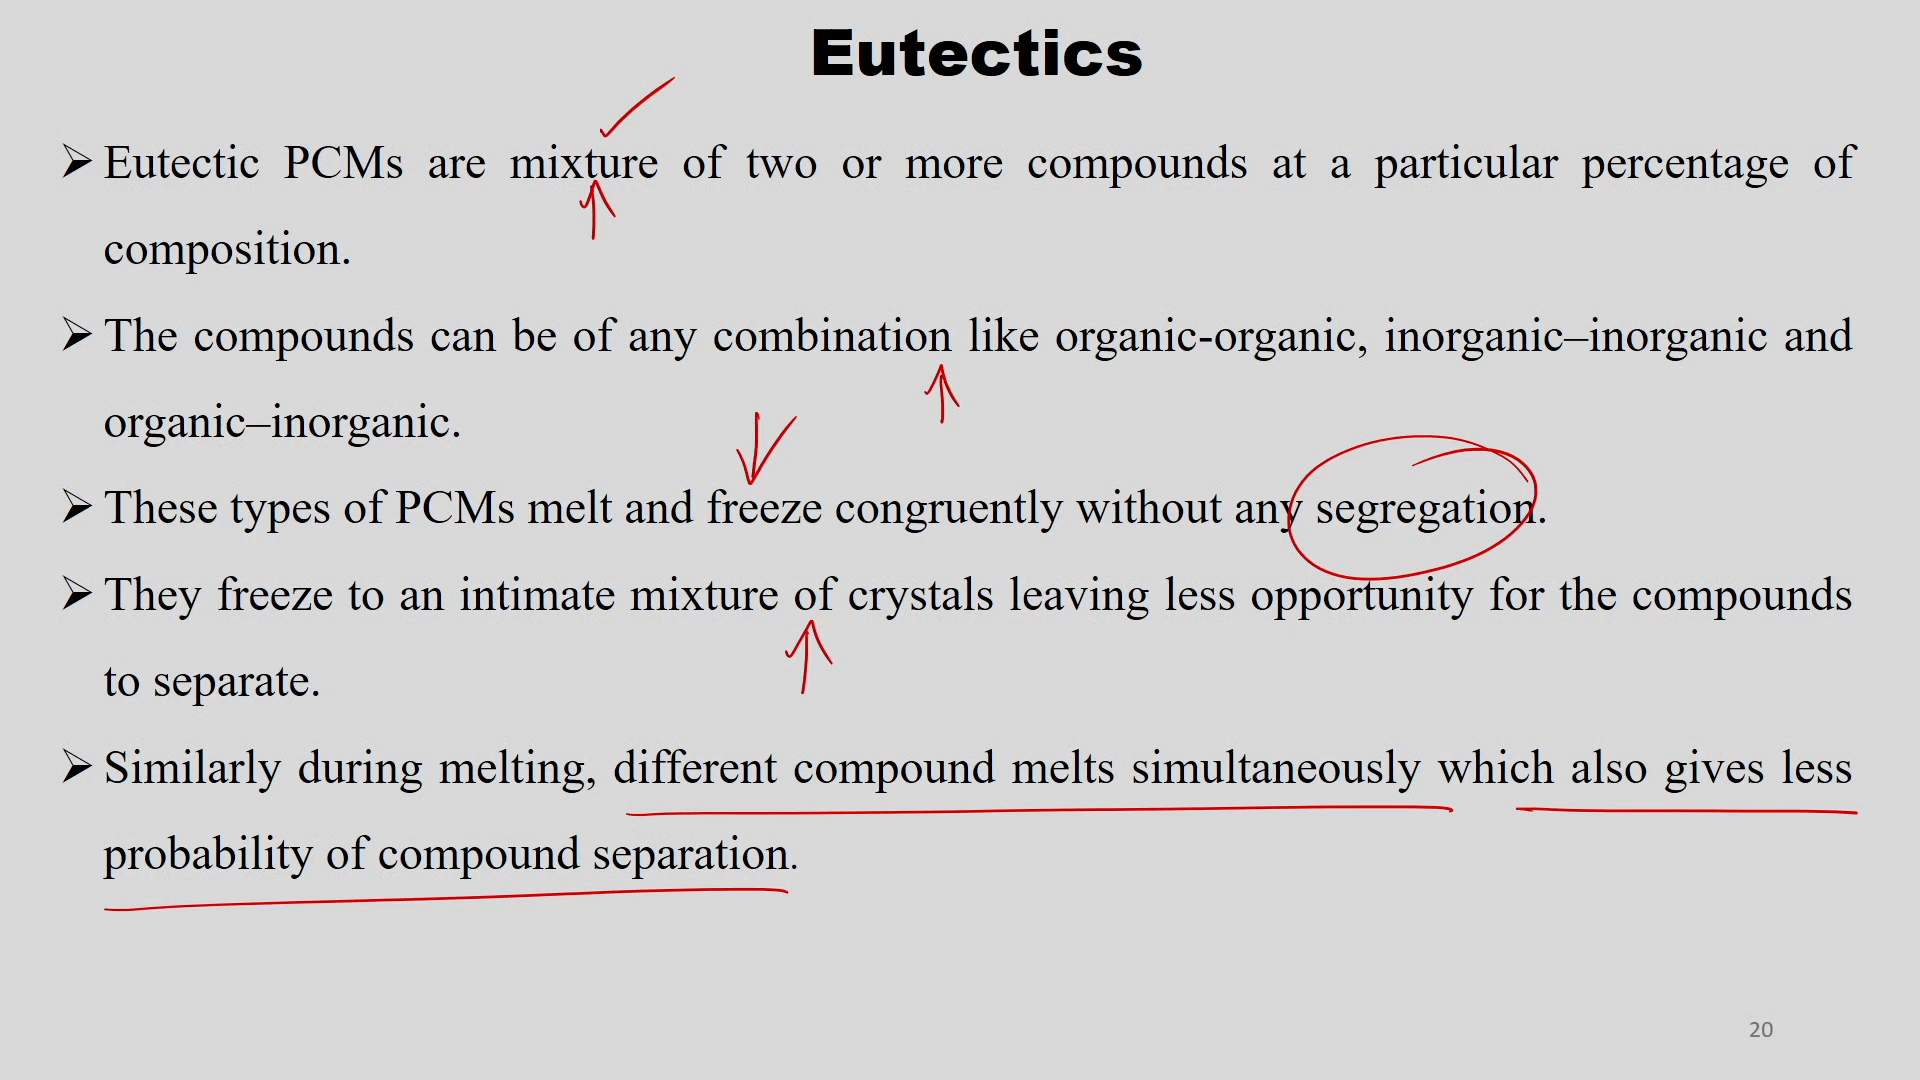 Eutectics
➢ Eutectic PCMs are mixture of two or more compounds at a particular percentage of
composition.
➢ The compounds can be of any combination like organic-organic, inorganic–inorganic and
organic–inorganic.
➢ These types of PCMs melt and freeze congruently without any segregation.
➢ They freeze to an intimate mixture of crystals leaving less opportunity for the compounds
to separate.
➢ Similarly during melting, different compound melts simultaneously which also gives less
probability of compound separation.
20